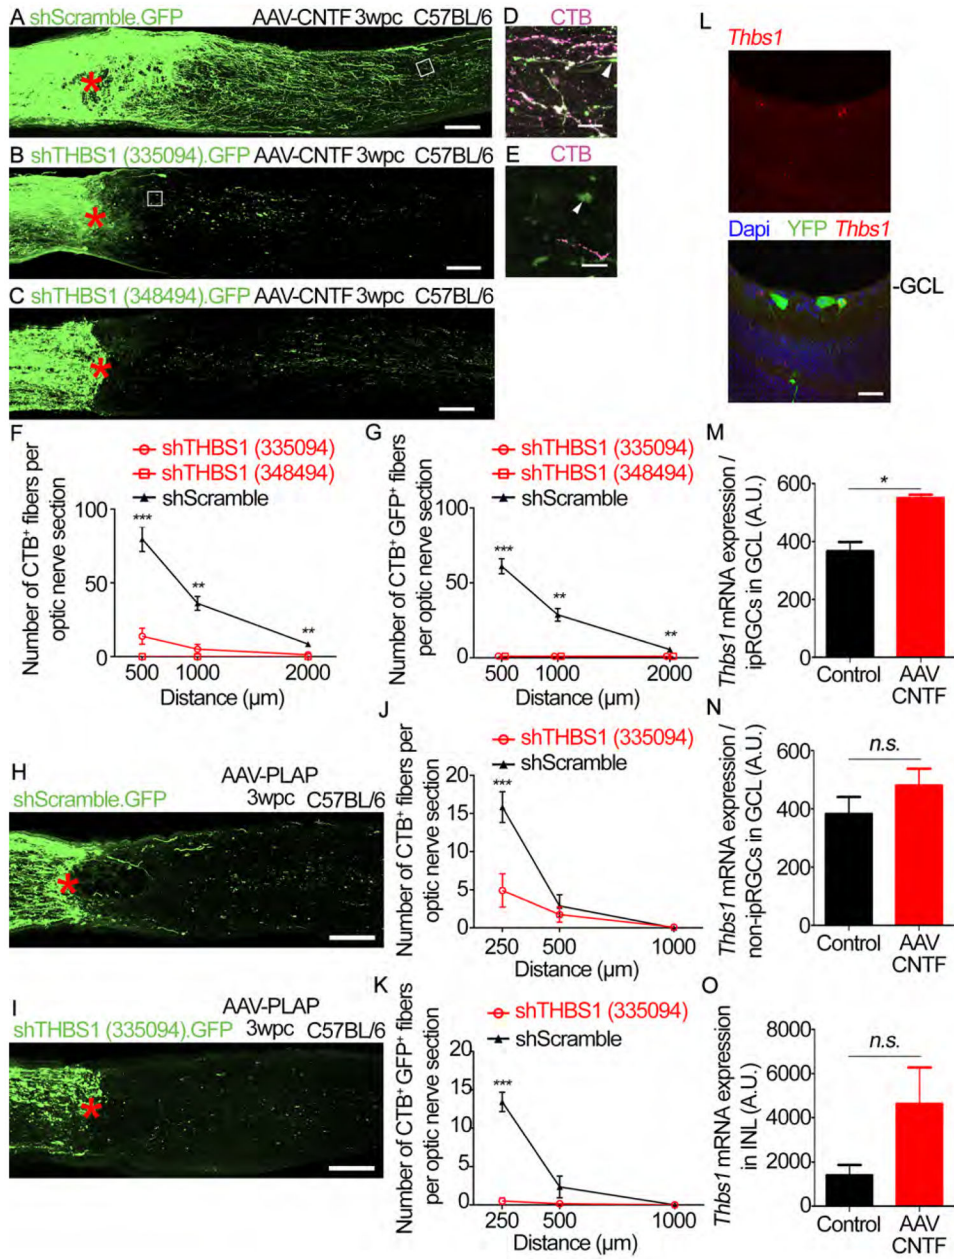 A shScramble.GFP AAV-CNTF 3wpc C57BL/6
*
B shTHBS1 (335094).GFP AAV-CNTF 3wpc C57BL/6
*
C shTHBS1 (348494).GFP AAV-CNTF 3wpc C57BL/6
*
D CTB
E CTB
L
Thbs1
Dapi YFP Thbs1
-GCL
F
Number of CTB⁺ fibers per
optic nerve section
shTHBS1 (335094)
shTHBS1 (348494)
shScramble
100
50
0
***
**
**
500 1000 2000
Distance (µm)
G
Number of CTB⁺ GFP⁺ fibers
per optic nerve section
shTHBS1 (335094)
shTHBS1 (348494)
shScramble
100
50
0
***
**
**
500 1000 2000
Distance (µm)
M
Thbs1 mRNA expression /
ipRGCs in GCL (A.U.)
600
400
200
0
*
Control AAV
CNTF
H
AAV-PLAP
shScramble.GFP 3wpc C57BL/6
*
I
AAV-PLAP
shTHBS1 (335094).GFP 3wpc C57BL/6
*
J
Number of CTB⁺ fibers per
optic nerve section
shTHBS1 (335094)
shScramble
20
15
10
5
0
***
250 500 1000
Distance (µm)
K
Number of CTB⁺ GFP⁺ fibers
per optic nerve section
shTHBS1 (335094)
shScramble
20
15
10
5
0
***
250 500 1000
Distance (µm)
N
Thbs1 mRNA expression /
non-ipRGCs in GCL (A.U.)
600
400
200
0
n.s.
Control AAV
CNTF
O
Thbs1 mRNA expression
in INL (A.U.)
8000
6000
4000
2000
0
n.s.
Control AAV
CNTF